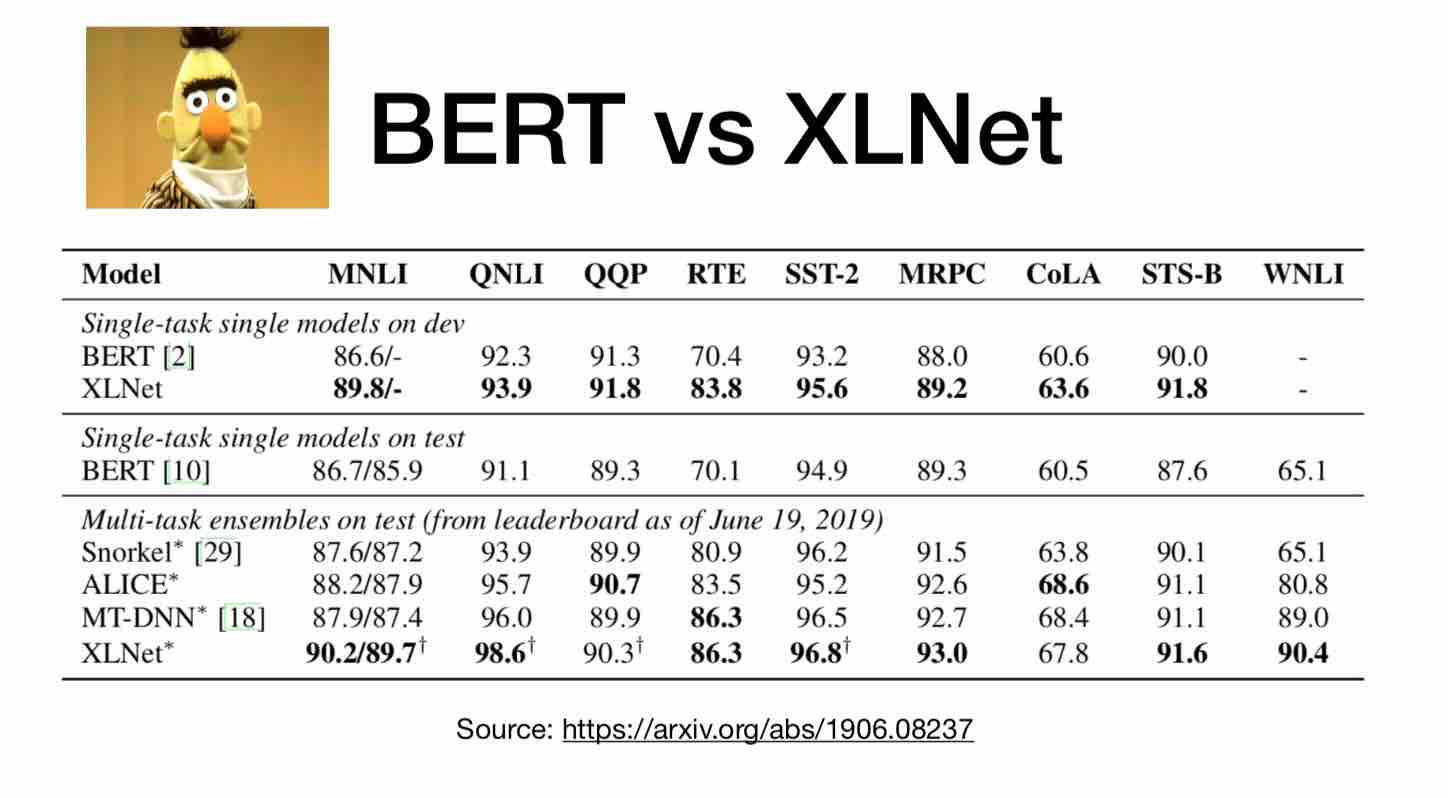 BERT vs XLNet
Model MNLI QNLI QQP RTE SST-2 MRPC CoLA STS-B WNLI
Single-task single models on dev
BERT [2] 86.6/- 92.3 91.3 70.4 93.2 88.0 60.6 90.0 -
XLNet 89.8/- 93.9 91.8 83.8 95.6 89.2 63.6 91.8 -
Single-task single models on test
BERT [10] 86.7/85.9 91.1 89.3 70.1 94.9 89.3 60.5 87.6 65.1
Multi-task ensembles on test (from leaderboard as of June 19, 2019)
Snorkel* [29] 87.6/87.2 93.9 89.9 80.9 96.2 91.5 63.8 90.1 65.1
ALICE* 88.2/87.9 95.7 90.7 83.5 95.2 92.6 68.6 91.1 80.8
MT-DNN* [18] 87.9/87.4 96.0 89.9 86.3 96.5 92.7 68.4 91.1 89.0
XLNet* 90.2/89.7† 98.6† 90.3† 86.3 96.8† 93.0 67.8 91.6 90.4
Source: https://arxiv.org/abs/1906.08237